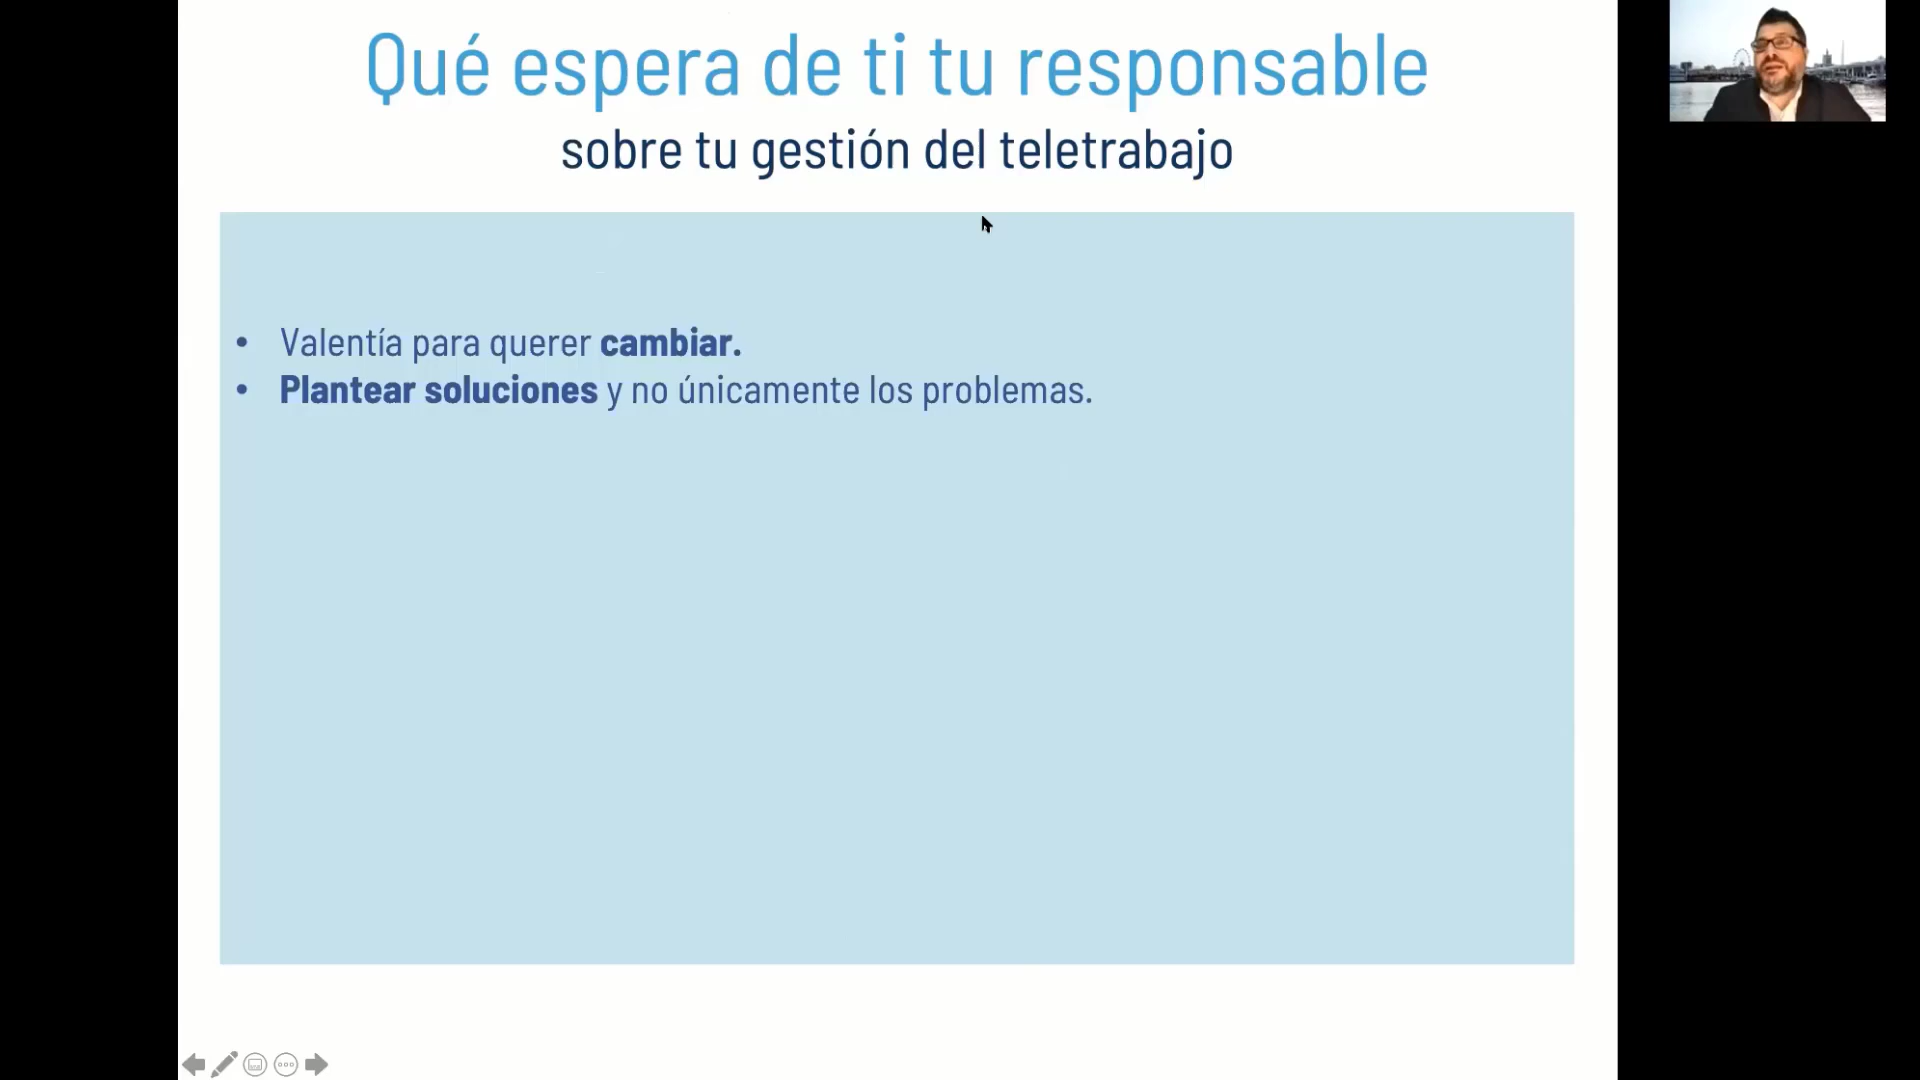 Qué espera de ti tu responsable
sobre tu gestión del teletrabajo
• Valentía para querer cambiar.
• Plantear soluciones y no únicamente los problemas.